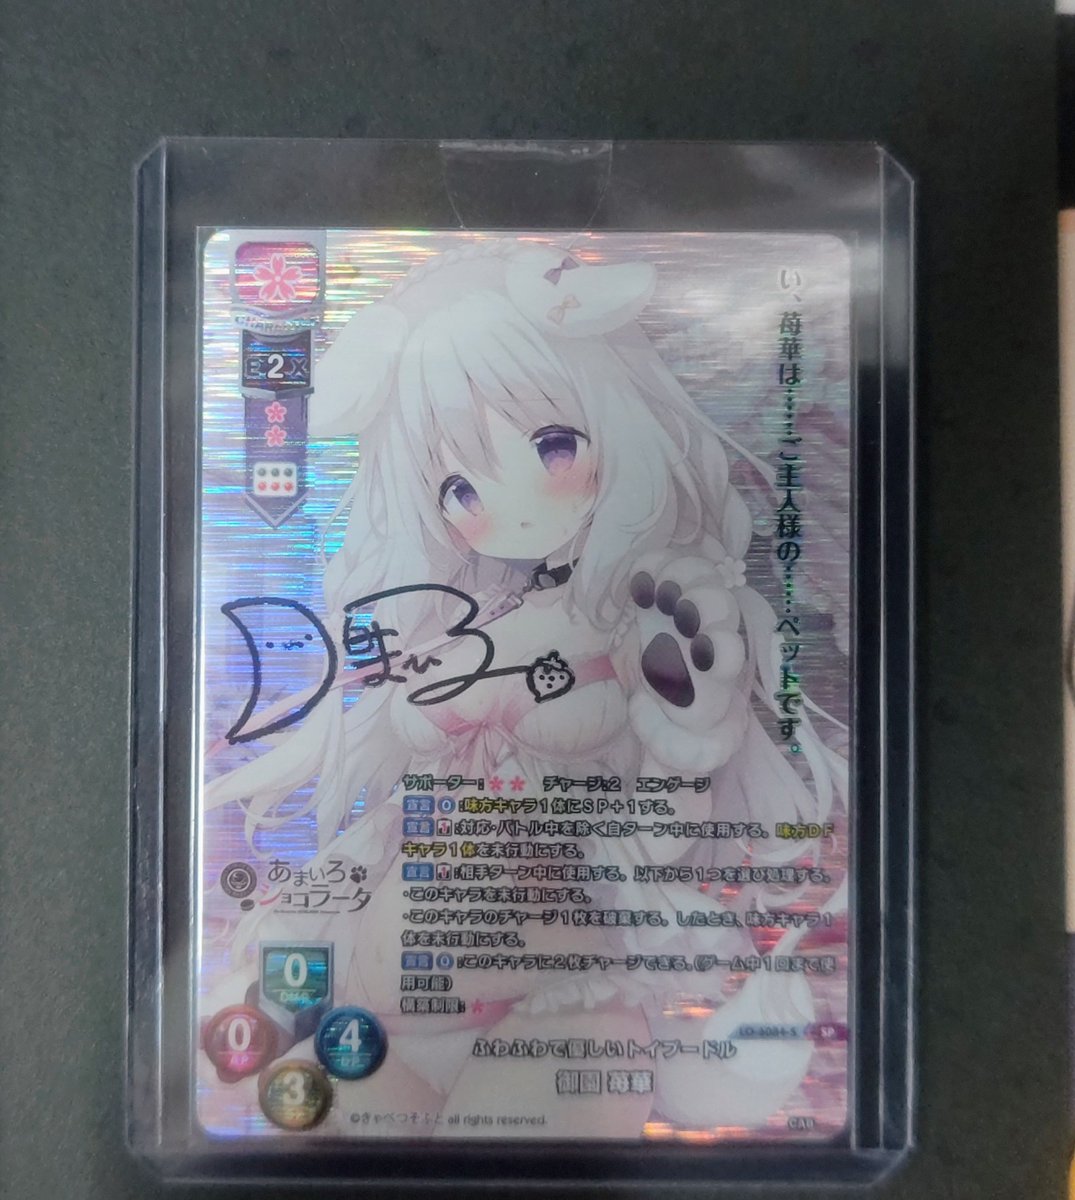 CHARACTER
E 2 X
い、苺華は……ご主人様の……ペットです。
サポーター: チャージ:2 エンゲージ
宣言 0:味方キャラ1体にSP+1する。
宣言 :対応・バトル中を除く自ターン中に使用する。味方DF
キャラ1体を未行動にする。
宣言 :相手ターン中に使用する。以下から1つを選び処理する。
・このキャラを未行動にする。
・このキャラのチャージ1枚を破棄する。したとき、味方キャラ1
体を未行動にする。
宣言 0:このキャラに2枚チャージできる。(ゲーム中1回まで使
用可能)
構築制限:
あまいろ
ショコラータ
0
DMG
0
AP
4
DP
3
LO-3084-S SP
ふわふわで優しいトイプードル
御園 苺華
©きゃべつそふと all rights reserved.
CAB